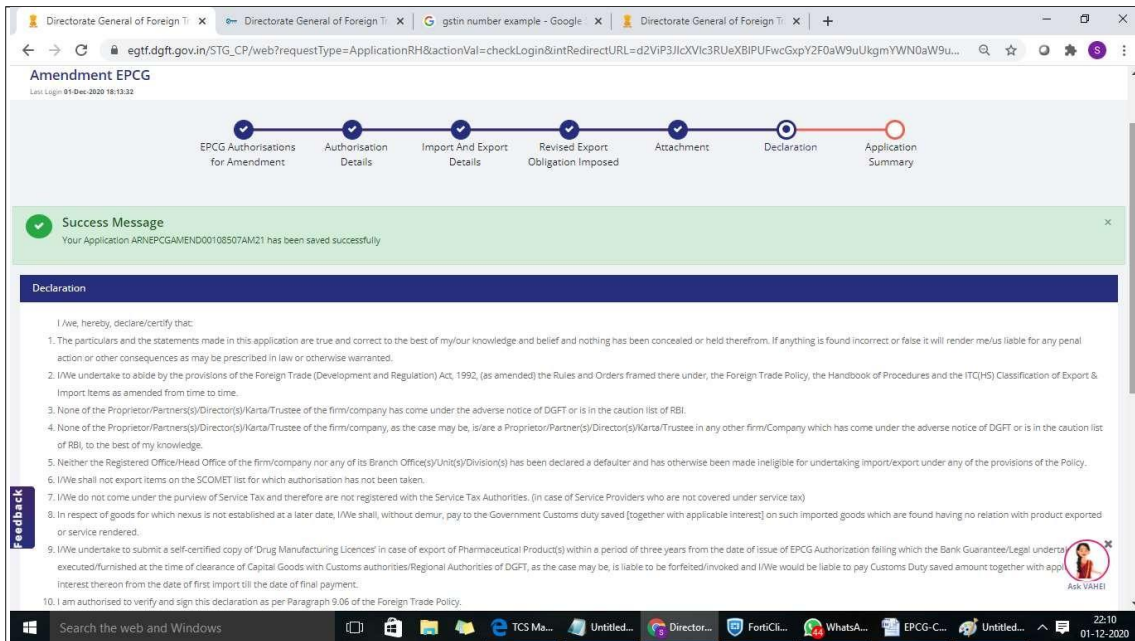 Directorate General of Foreign Tr
Directorate General of Foreign Tr
gstin number example - Google
Directorate General of Foreign Tr
egtf.dgft.gov.in/STG_CP/web?requestType=ApplicationRH&actionVal=checkLogin&intRedirectURL=
S
Amendment EPCG
Last Login 01-Dec-2020 18:13:32
EPCG Authorisations
for Amendment
Authorisation
Details
Import And Export
Details
Revised Export
Obligation Imposed
Attachment
Declaration
Application
Summary
Success Message
Your Application ARNEPCGAMEND00108507AM21 has been saved successfully
Declaration
I /we, hereby, declare/certify that:
1. The particulars and the statements made in this application are true and correct to the best of my/our knowledge and belief and nothing has been concealed or held therefrom. If anything is found incorrect or false it will render me/us liable for any penal
action or other consequences as may be prescribed in law or otherwise warranted.
2. I/We undertake to abide by the provisions of the Foreign Trade (Development and Regulation) Act, 1992, (as amended) the Rules and Orders framed there under, the Foreign Trade Policy, the Handbook of Procedures and the ITC(HS) Classification of Export &
Import Items as amended from time to time.
3. None of the Proprietor/Partners(s)/Director(s)/Karta/Trustee of the firm/company has come under the adverse notice of DGFT or is in the caution list of RBI.
4. None of the Proprietor/Partners(s)/Director(s)/Karta/Trustee of the firm/company, as the case may be, is/are a Proprietor/Partner(s)/Director(s)/Karta/Trustee in any other firm/Company which has come under the adverse notice of DGFT or is in the caution list
of RBI, to the best of my knowledge.
5. Neither the Registered Office/Head Office of the firm/company nor any of its Branch Office(s)/Unit(s)/Division(s) has been declared a defaulter and has otherwise been made ineligible for undertaking import/export under any of the provisions of the Policy.
6. I/We shall not export items on the SCOMET list for which authorisation has not been taken.
7. I/We do not come under the purview of Service Tax and therefore are not registered with the Service Tax Authorities. (in case of Service Providers who are not covered under service tax)
8. In respect of goods for which nexus is not established at a later date, I/We shall, without demur, pay to the Government Customs duty saved [together with applicable interest] on such imported goods which are found having no relation with product exported
or service rendered.
9. I/We undertake to submit a self-certified copy of 'Drug Manufacturing Licences' in case of export of Pharmaceutical Product(s) within a period of three years from the date of issue of EPCG Authorization failing which the Bank Guarantee/Legal underta
executed/furnished at the time of clearance of Capital Goods with Customs authorities/Regional Authorities of DGFT, as the case may be, is liable to be forfeited/invoked and I/We would be liable to pay Customs Duty saved amount together with appl
Interest thereon from the date of first import till the date of final payment.
10. I am authorised to verify and sign this declaration as per Paragraph 9.06 of the Foreign Trade Policy.
Feedback
Ask VAHEI
Search the web and Windows
TCS Ma...
Untitled...
Director...
FortiCli...
44
WhatsA...
EPCG-C...
Untitled...
22:10
01-12-2020